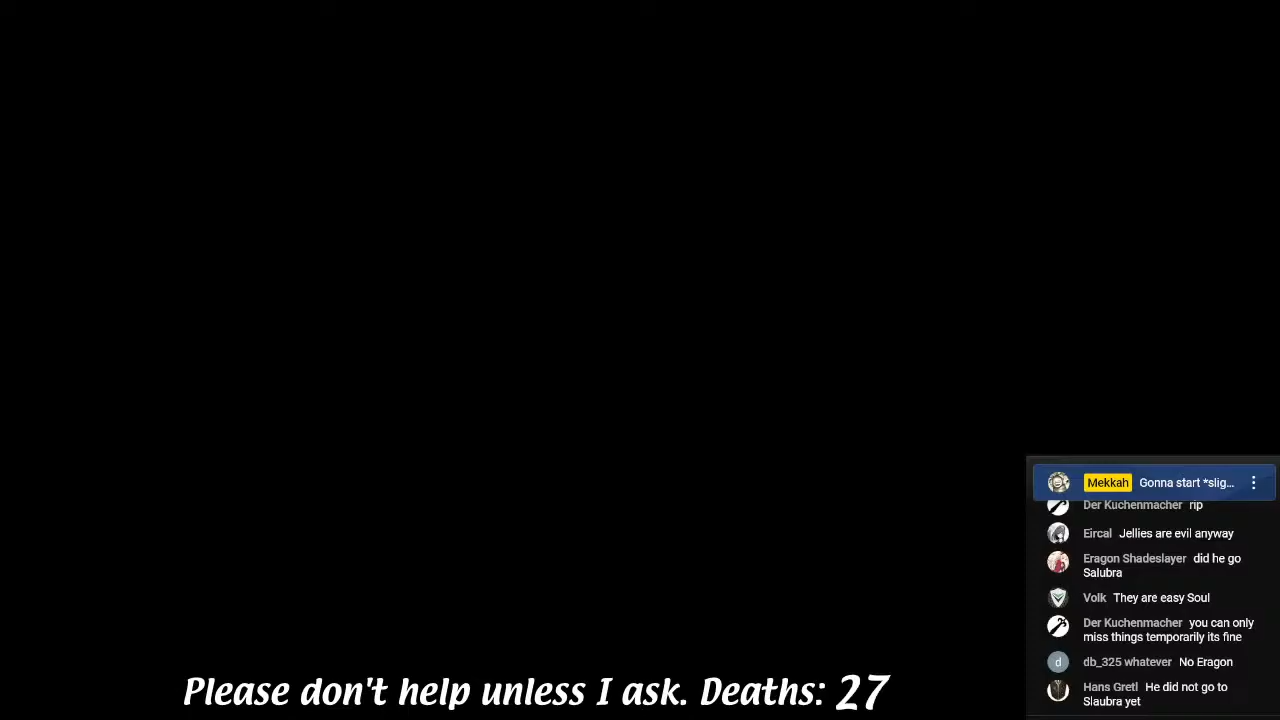 Mekkah Gonna start *slig...
Der Kuchenmacher rip
Eircal Jellies are evil anyway
Eragon Shadeslayer did he go
Salubra
Volk They are easy Soul
Der Kuchenmacher you can only
miss things temporarily its fine
d db_325 whatever No Eragon
Hans Gretl He did not go to
Slaubra yet
Please don't help unless I ask. Deaths: 27